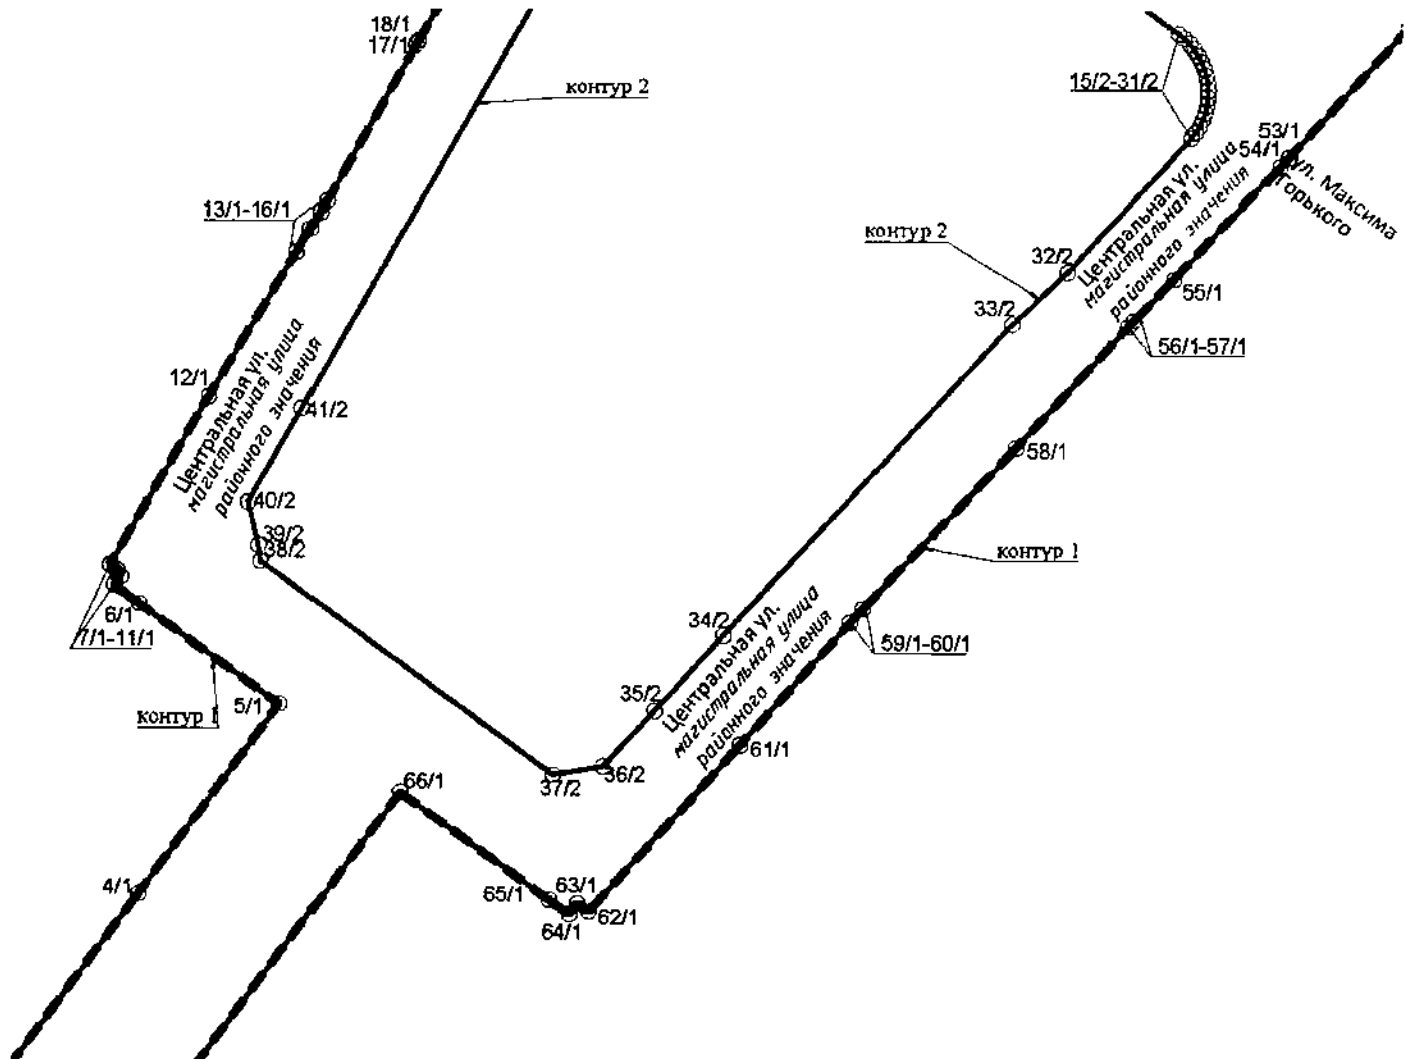 18/1
17/1
контур 2
15/2-31/2
53/1
54/1
ул. Максима
Горького
13/1-16/1
Центральная ул.
магистральная улица
районного значения
контур 2
32/2
33/2
55/1
56/1-57/1
12/1
Центральная ул.
магистральная улица
районного значения
41/2
58/1
40/2
39/2
38/2
контур 1
6/1
7/1-11/1
34/2
Центральная ул.
магистральная улица
районного значения
59/1-60/1
5/1
контур 1
35/2
61/1
36/2
37/2
66/1
4/1
65/1
63/1
64/1
62/1